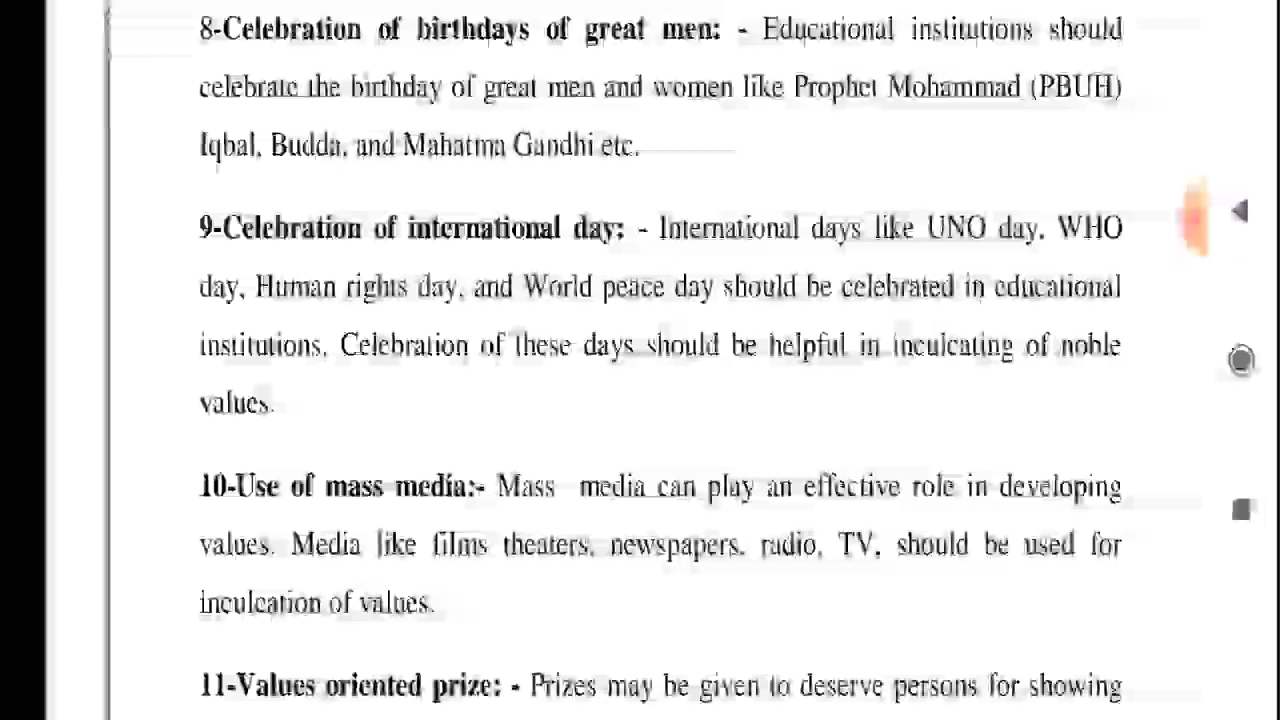 8-Celebration of birthdays of great men: - Educational institutions should
celebrate the birthday of great men and women like Prophet Mohammad (PBUH)
Iqbal, Budda, and Mahatma Gandhi etc.
9-Celebration of international day: - International days like UNO day, WHO
day, Human rights day, and World peace day should be celebrated in educational
institutions. Celebration of these days should be helpful in inculcating of noble
values.
10-Use of mass media:- Mass media can play an effective role in developing
values. Media like films theaters, newspapers, radio, TV, should be used for
inculcation of values.
11-Values oriented prize: - Prizes may be given to deserve persons for showing